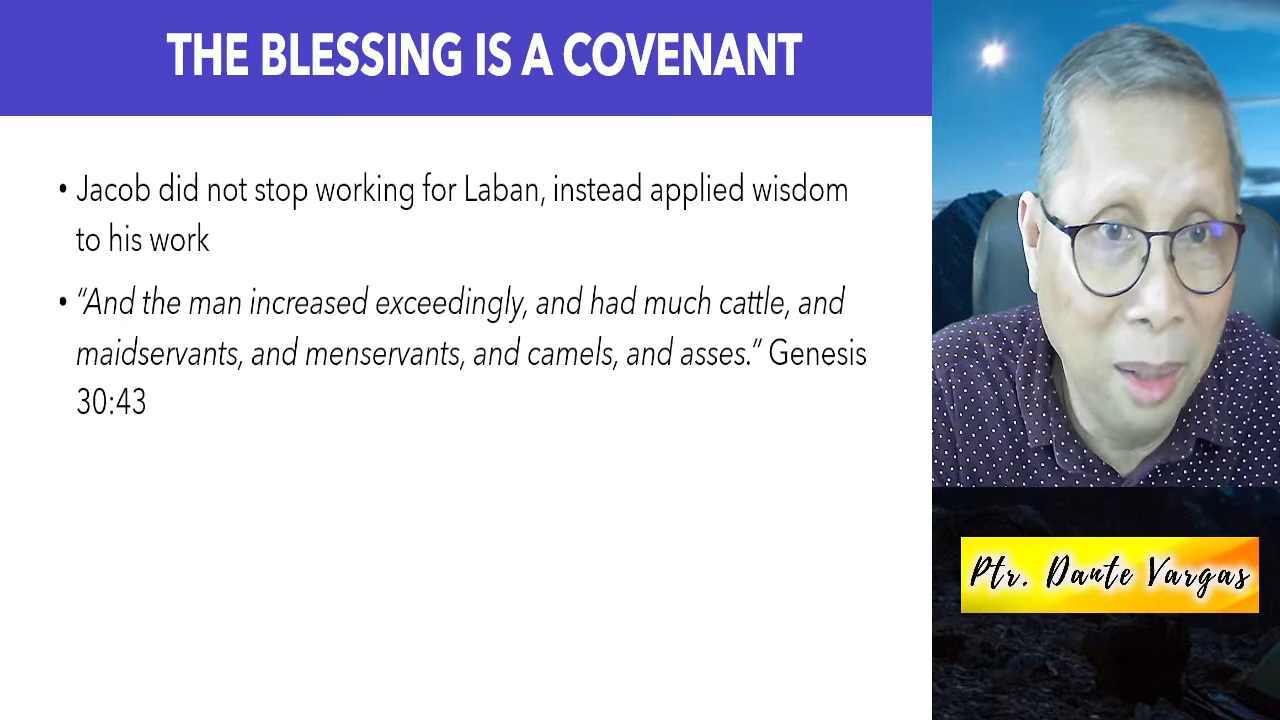 THE BLESSING IS A COVENANT
• Jacob did not stop working for Laban, instead applied wisdom
to his work
• “And the man increased exceedingly, and had much cattle, and
maidservants, and menservants, and camels, and asses.” Genesis
30:43
Ptr. Dante Vargas